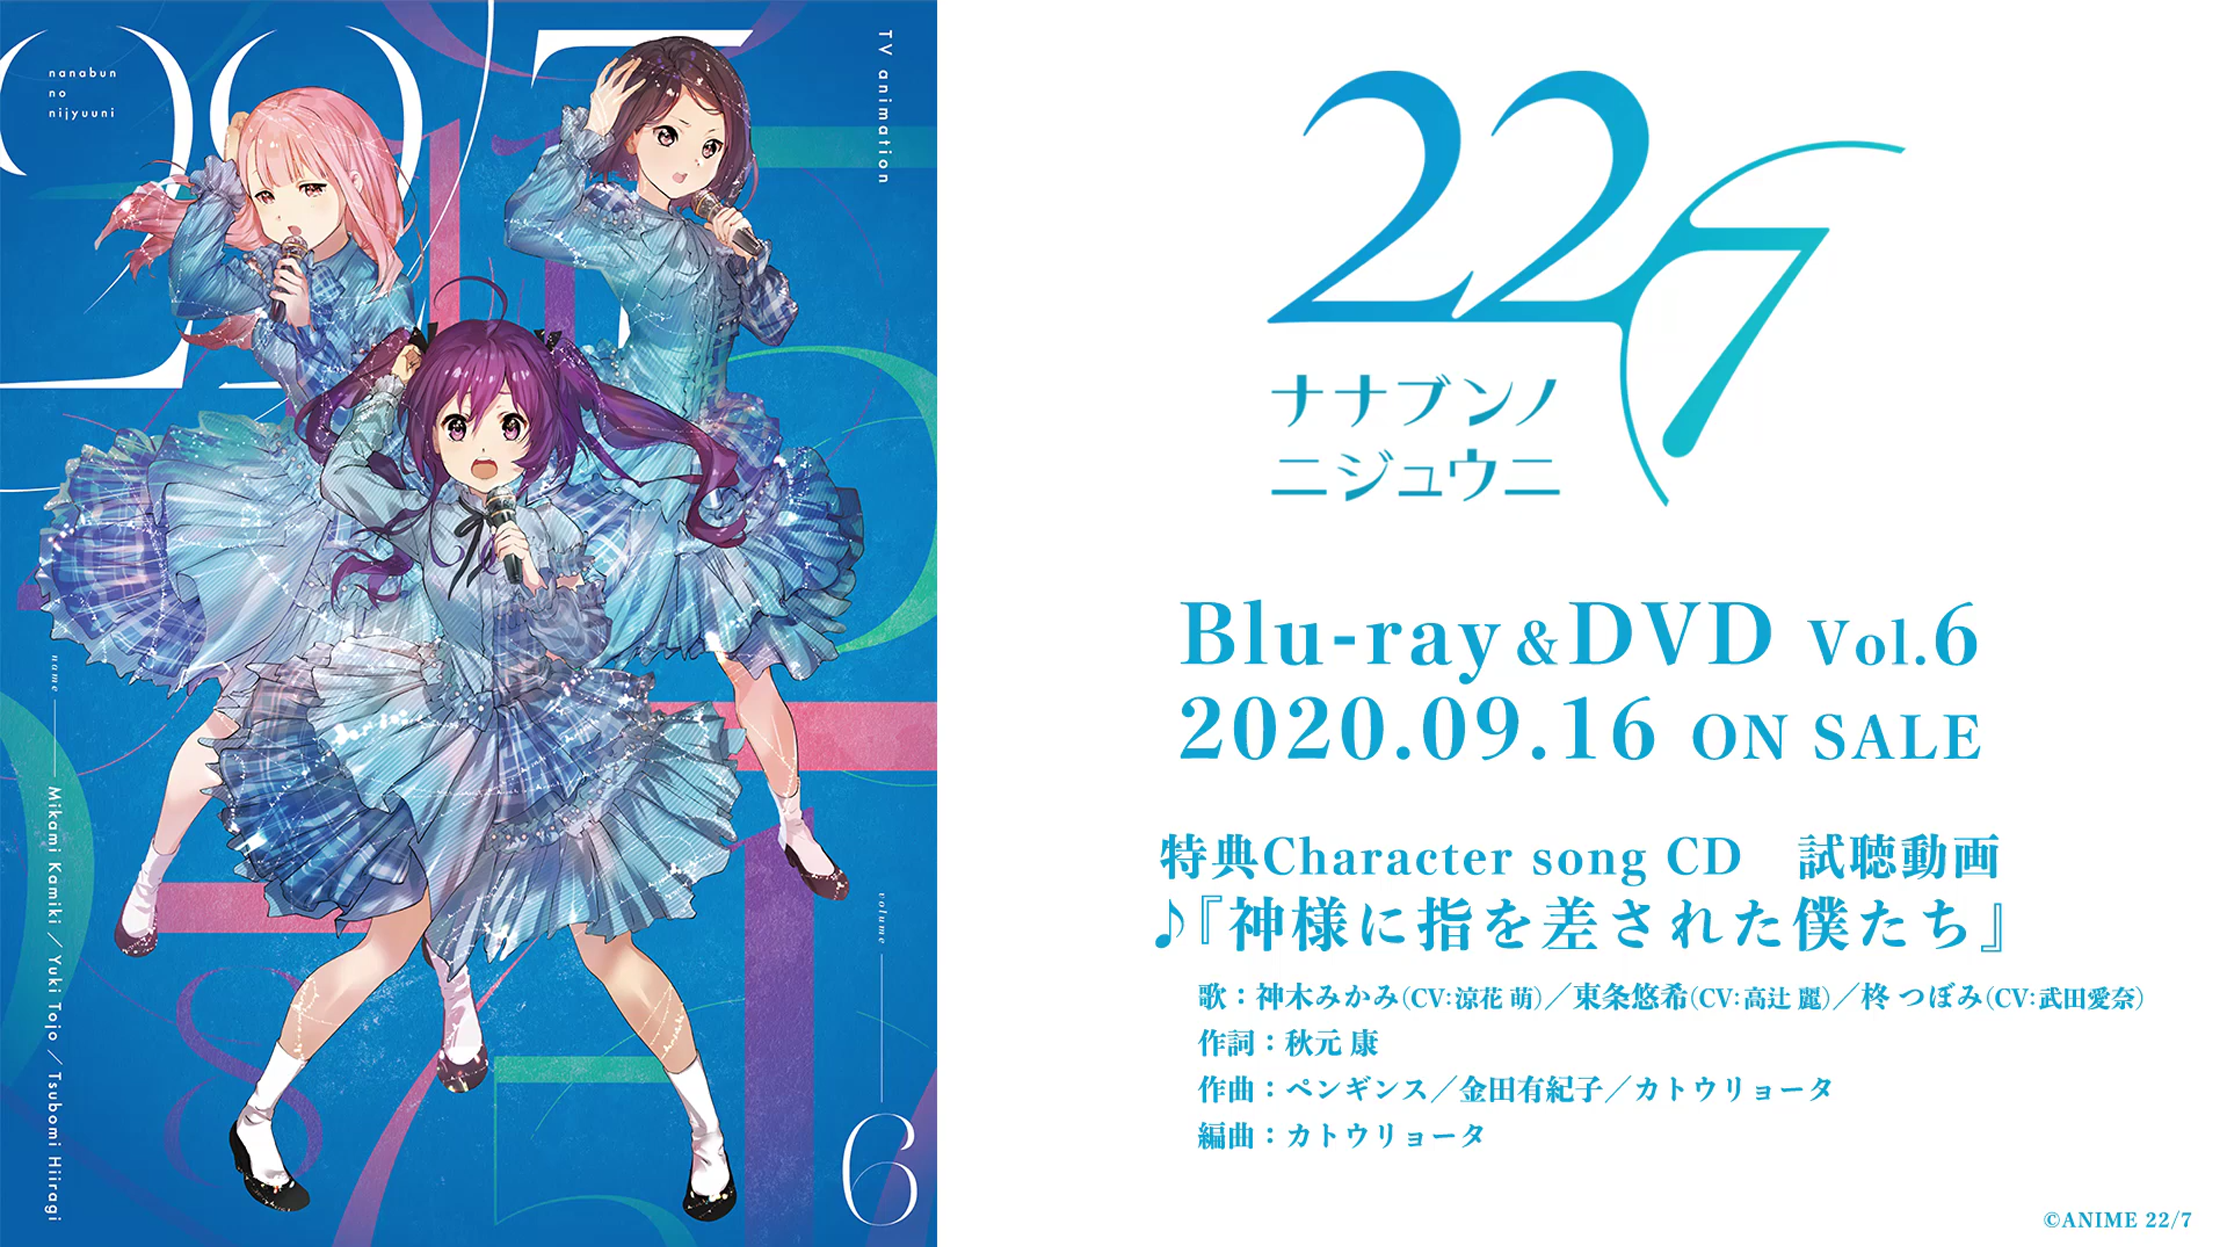 227
nanabun
no
nijyuuni
TV animation
name
Mikami Kamiki ／ Yuki Tojo ／ Tsubomi Hiiragi
volume
6
22/7
ナナブンノ
ニジュウニ
Blu-ray & DVD Vol.6
2020.09.16 ON SALE
特典Character song CD　試聴動画
♪『神様に指を差された僕たち』
歌：神木みかみ(CV:涼花 萌)／東条悠希(CV:高辻 麗)／柊 つぼみ(CV:武田愛奈)
作詞：秋元 康
作曲：ペンギンス／金田有紀子／カトウリョータ
編曲：カトウリョータ
©ANIME 22/7